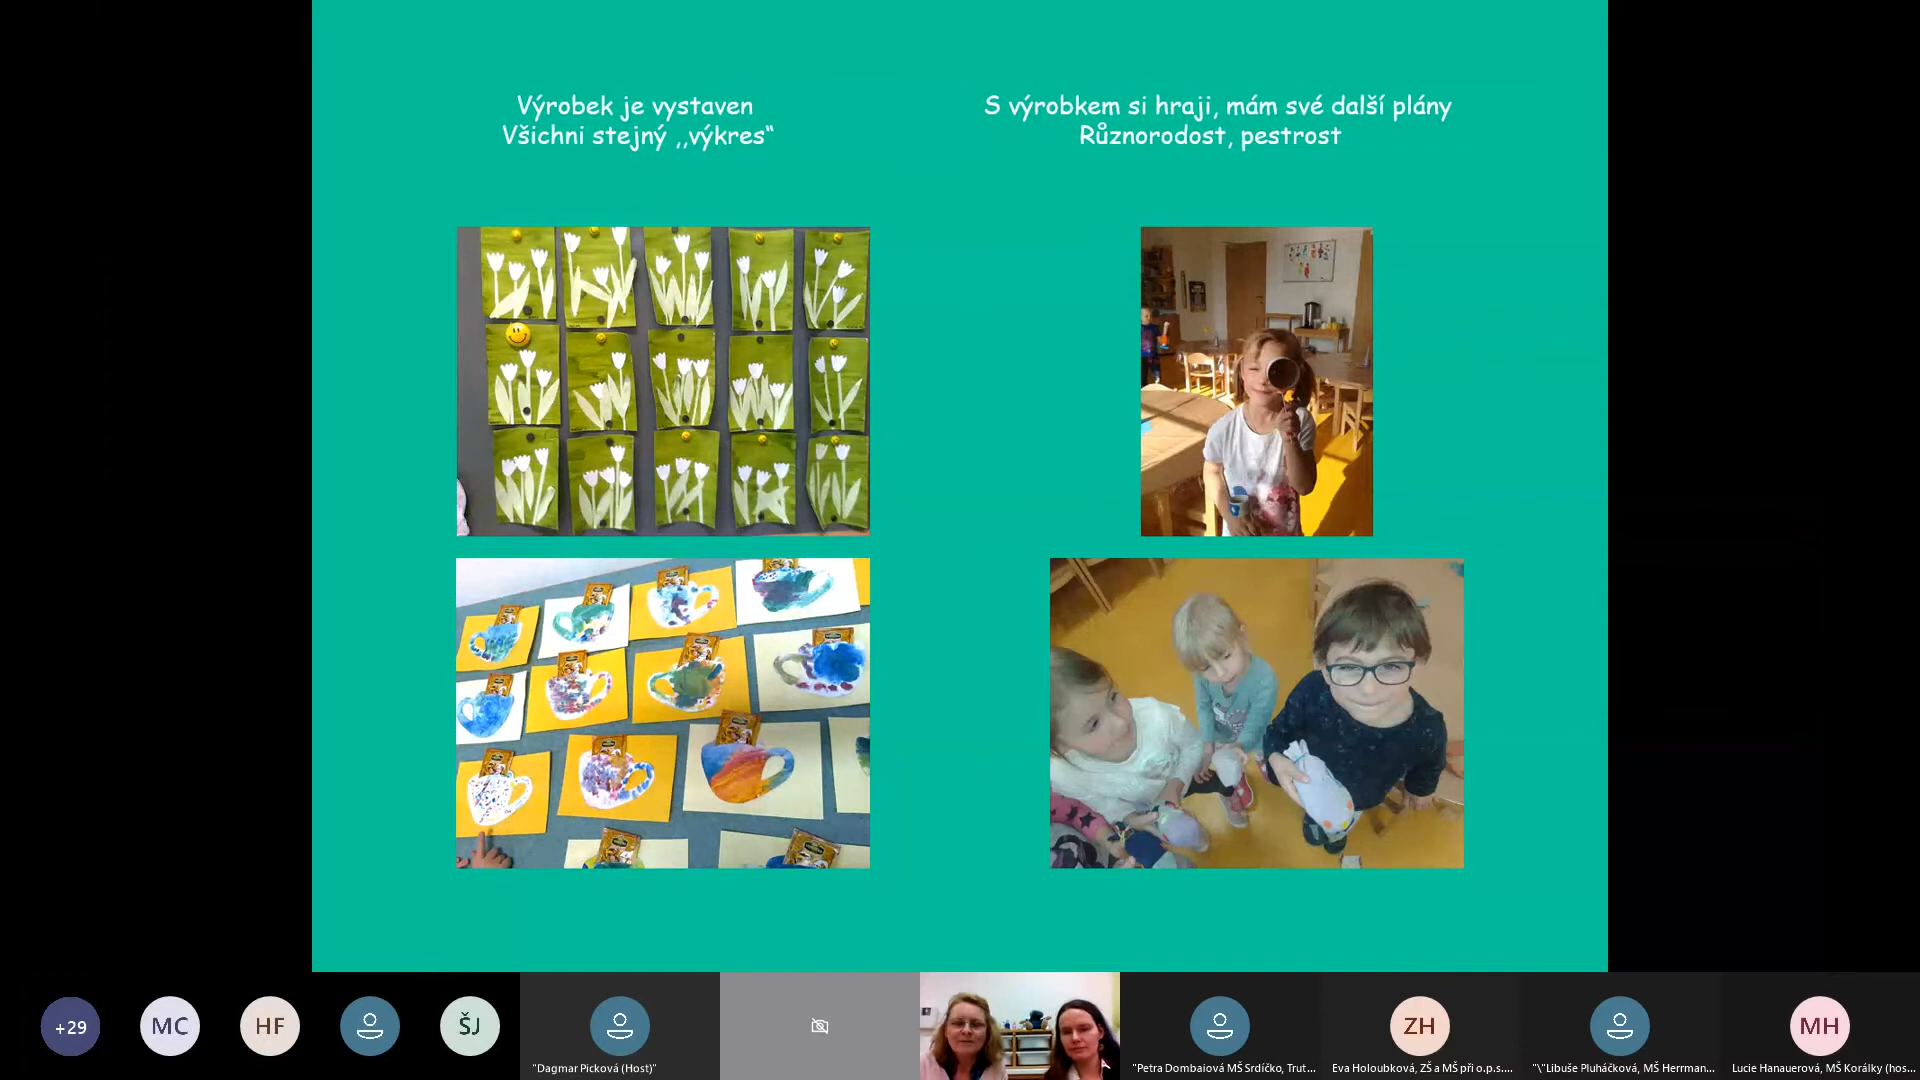 Výrobek je vystaven
Všichni stejný ,,výkres“
S výrobkem si hraji, mám své další plány
Různorodost, pestrost
+29
MC
HF
ŠJ
"Dagmar Picková (Host)"
"Petra Dombaiová MŠ Srdíčko, Trut...
ZH
Eva Holoubková, ZŠ a MŠ při o.p.s....
"\"Libuše Pluháčková, MŠ Herrman...
MH
Lucie Hanauerová, MŠ Korálky (hos...